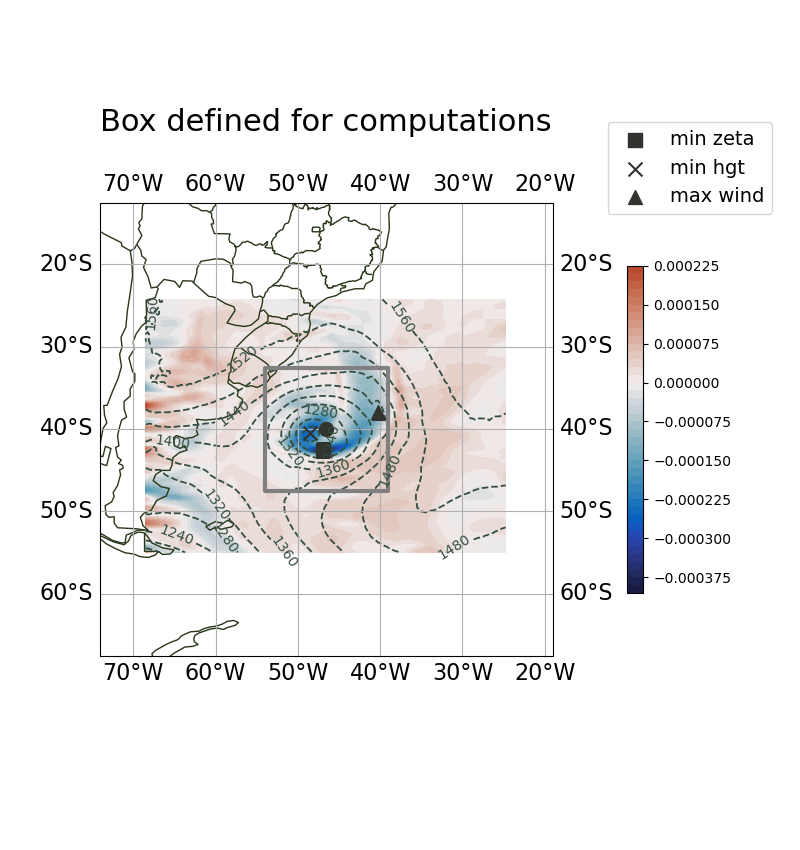 Box defined for computations
min zeta
min hgt
max wind
70°W 60°W 50°W 40°W 30°W 20°W
20°S 20°S
30°S 30°S
40°S 40°S
50°S 50°S
60°S 60°S
70°W 60°W 50°W 40°W 30°W 20°W
1560
1560
1520
1440
1400
1280
1320
1360
1480
1320
1280
1240
1360
1480
0.000225
0.000150
0.000075
0.000000
−0.000075
−0.000150
−0.000225
−0.000300
−0.000375